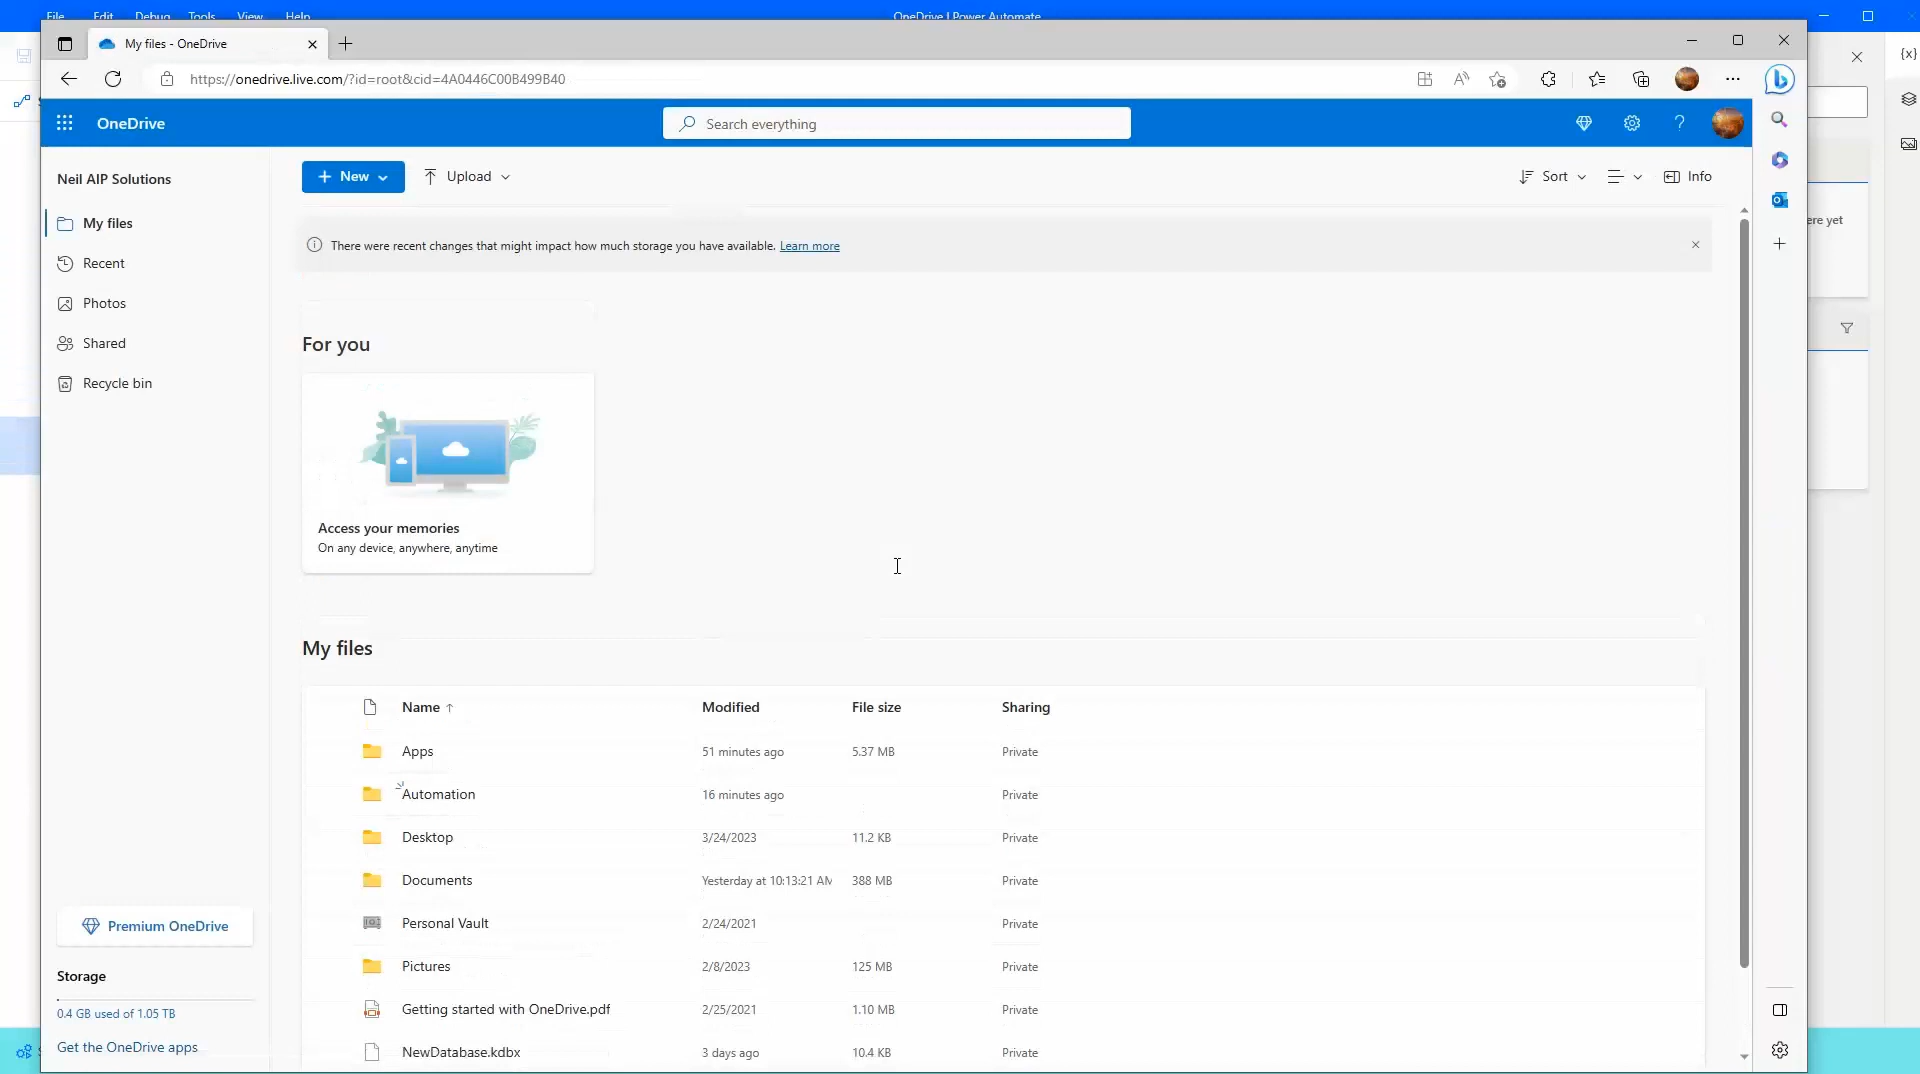 File Edit Debug Tools View Help OneDrive | Power Automate
My files - OneDrive
https://onedrive.live.com/?id=root&cid=4A0446C00B499B40
{x}
OneDrive Search everything
Neil AIP Solutions
New Upload Sort Info
My files
There were recent changes that might impact how much storage you have available. Learn more
ere yet
Recent
Photos
For you
Shared
Recycle bin
Access your memories
On any device, anywhere, anytime
My files
Name Modified File size Sharing
Apps 51 minutes ago 5.37 MB Private
Automation 16 minutes ago Private
Desktop 3/24/2023 11.2 KB Private
Documents Yesterday at 10:13:21 AM 388 MB Private
Personal Vault 2/24/2021 Private
Pictures 2/8/2023 125 MB Private
Getting started with OneDrive.pdf 2/25/2021 1.10 MB Private
NewDatabase.kdbx 3 days ago 10.4 KB Private
Premium OneDrive
Storage
0.4 GB used of 1.05 TB
Get the OneDrive apps